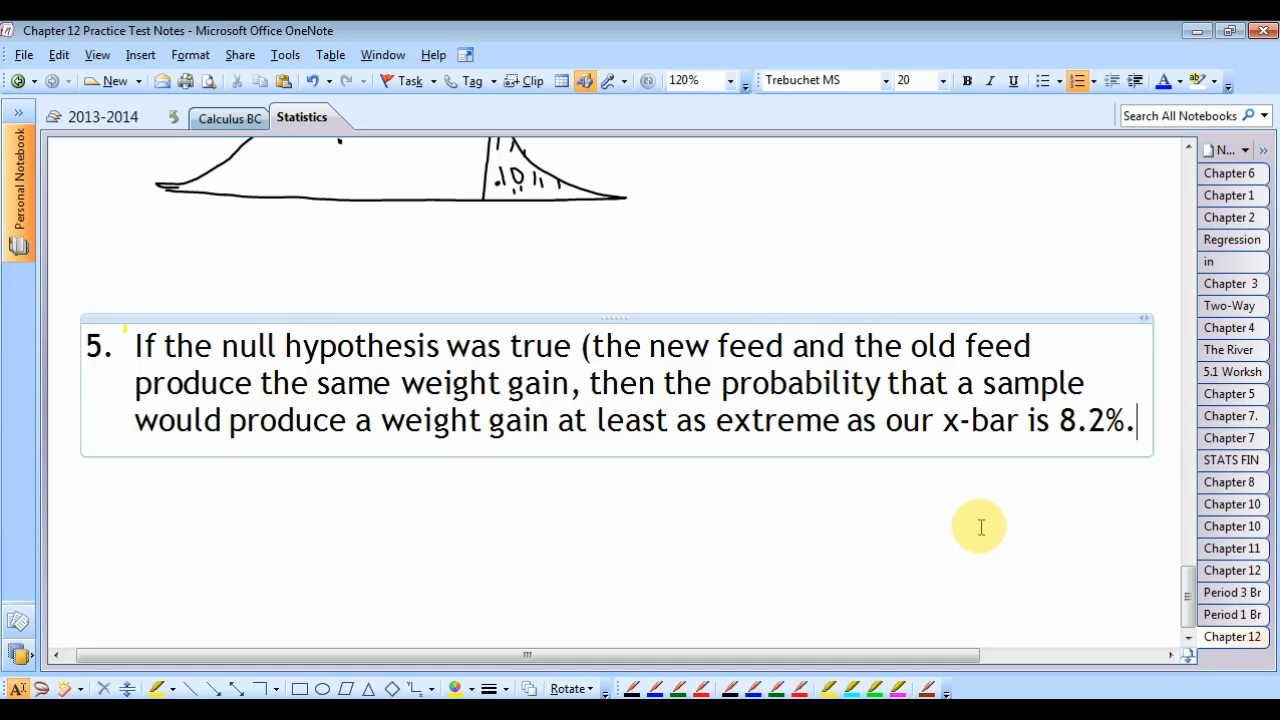 Chapter 12 Practice Test Notes - Microsoft Office OneNote
File Edit View Insert Format Share Tools Table Window Help
New Task Tag Clip 120% Trebuchet MS 20 B I U A ab
2013-2014 Calculus BC Statistics Search All Notebooks
Personal Notebook
N...
Chapter 6
Chapter 1
Chapter 2
Regression
in
Chapter 3
Two-Way
Chapter 4
The River
5.1 Worksh
Chapter 5
Chapter 7.
Chapter 7
STATS FIN
Chapter 8
Chapter 10
Chapter 10
Chapter 11
Chapter 12
Period 3 Br
Period 1 Br
Chapter 12
.10
5. If the null hypothesis was true (the new feed and the old feed
produce the same weight gain, then the probability that a sample
would produce a weight gain at least as extreme as our x-bar is 8.2%.
Rotate